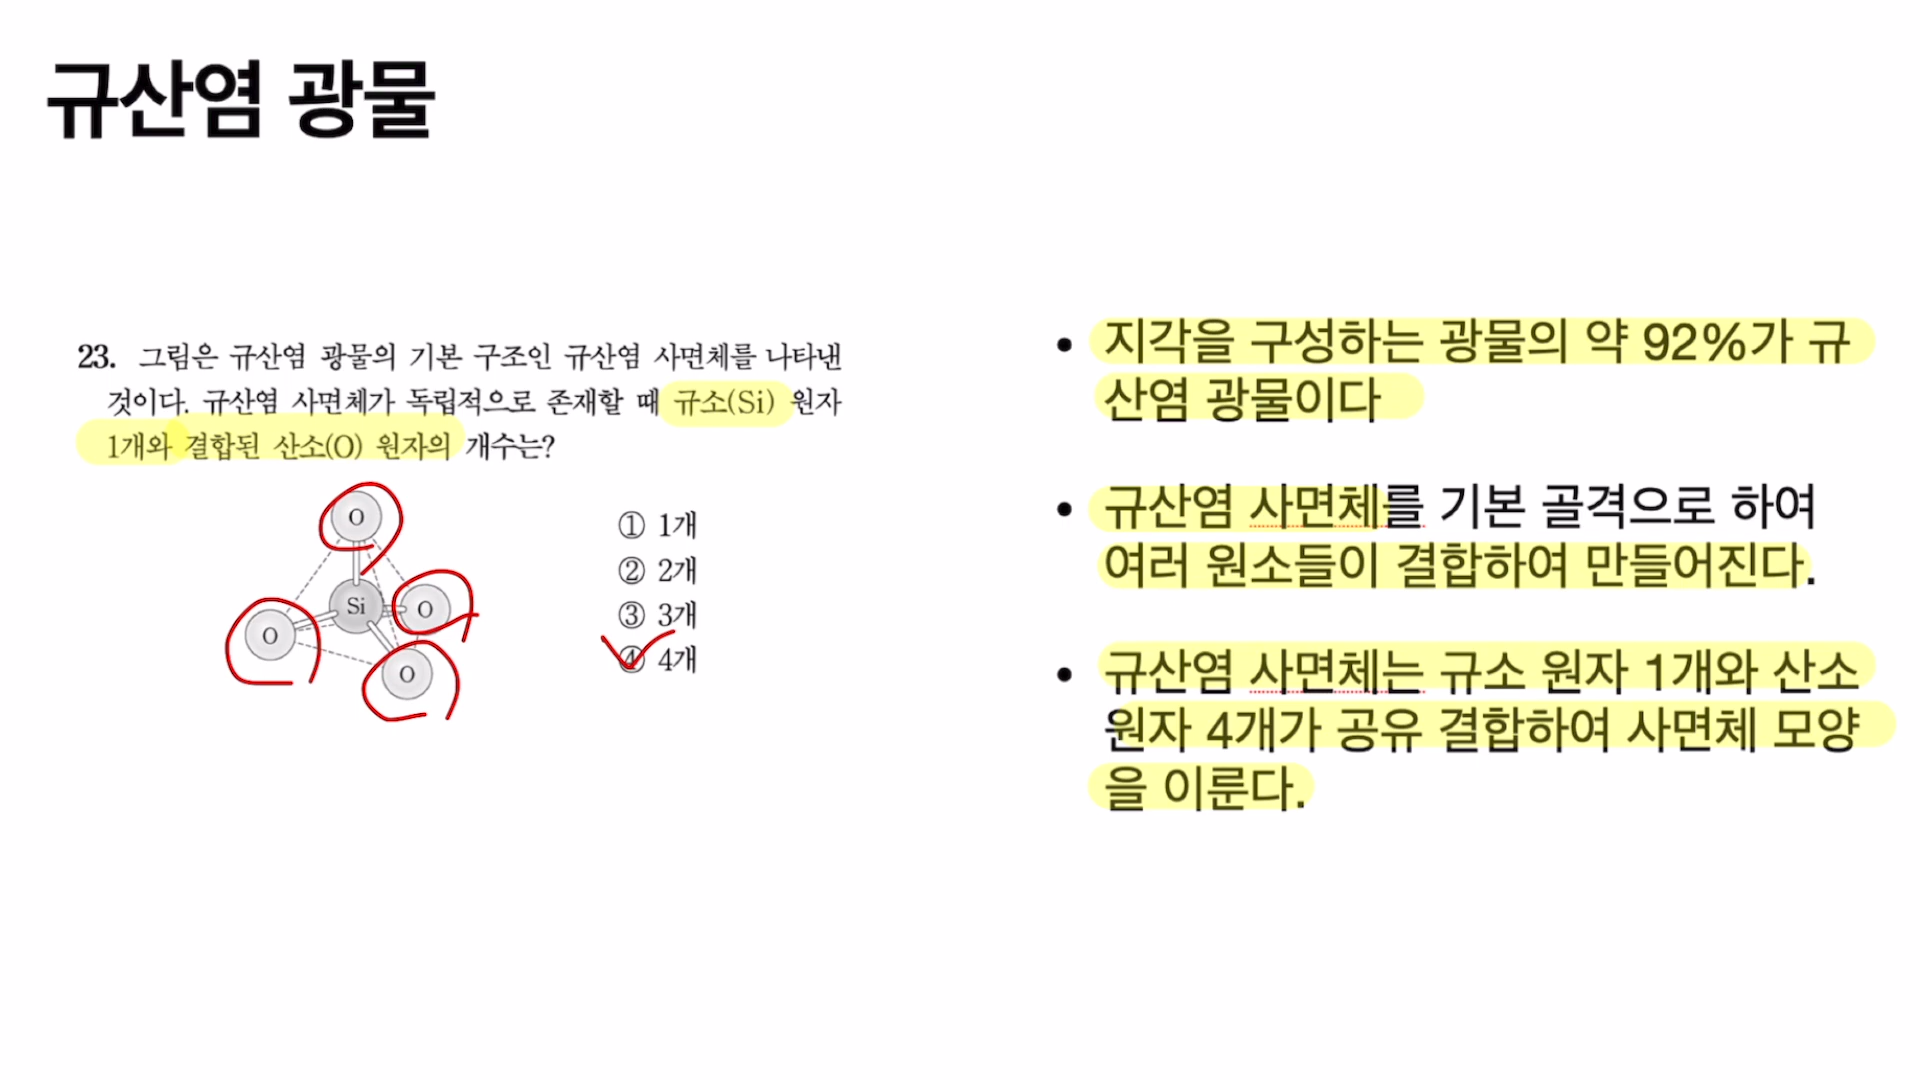 규산염 광물
23. 그림은 규산염 광물의 기본 구조인 규산염 사면체를 나타낸
것이다. 규산염 사면체가 독립적으로 존재할 때 규소(Si) 원자
1개와 결합된 산소(O) 원자의 개수는?
O
Si
O
O
O
① 1개
② 2개
③ 3개
④ 4개
• 지각을 구성하는 광물의 약 92%가 규
산염 광물이다
• 규산염 사면체를 기본 골격으로 하여
여러 원소들이 결합하여 만들어진다.
• 규산염 사면체는 규소 원자 1개와 산소
원자 4개가 공유 결합하여 사면체 모양
을 이룬다.